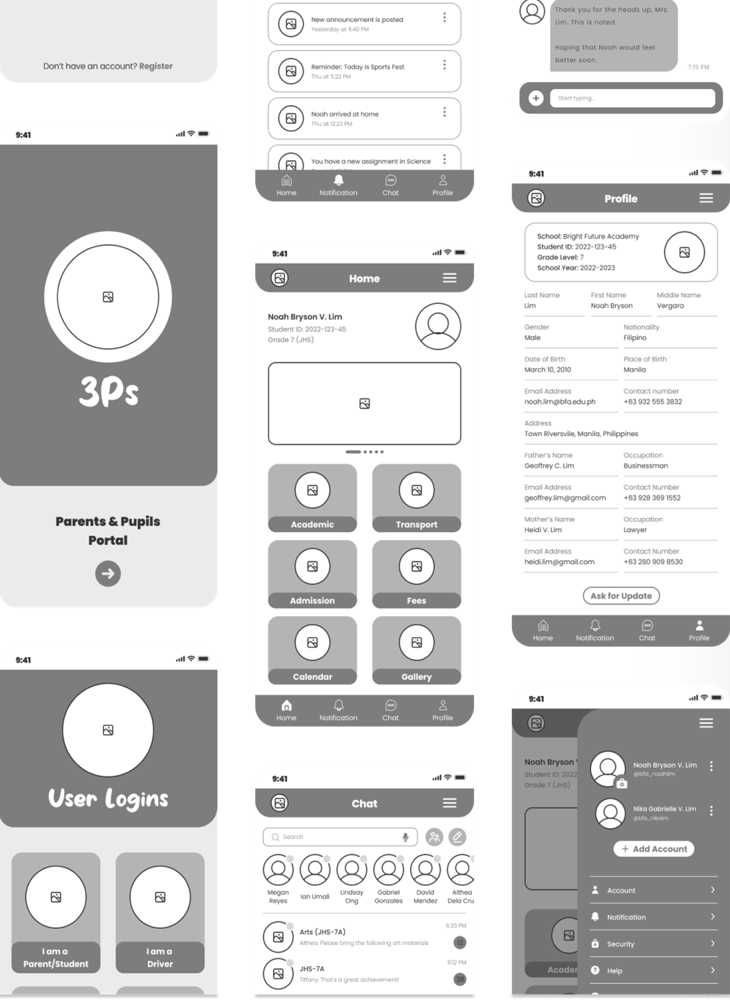 Don't have an account? Register
9:41
3Ps
Parents & Pupils
Portal
9:41
User Logins
I am a
Parent/Student
I am a
Driver
New announcement is posted
Yesterday at 11:40 PM
Reminder: Today is Sports Fest
Thu at 5:22 PM
Noah arrived at home
Thu at 12:23 PM
You have a new assignment in Science
Home Notification Chat Profile
9:41
Home
Noah Bryson V. Lim
Student ID: 2022-123-45
Grade 7 (JHS)
Academic Transport
Admission Fees
Calendar Gallery
Home Notification Chat Profile
9:41
Chat
Search
Megan
Reyes
Ian Umali
Lindsay
Ong
Gabriel
Gonzales
David
Mendez
Althea
Dela Cru
Arts (JHS-7A) 6:33 PM
Althea: Please bring the following art materials 12
JHS-7A 6:12 PM
Tiffany: That's a great achievement! 38
Thank you for the heads up, Mrs.
Lim. This is noted.
Hoping that Noah would feel
better soon.
7:15 PM
Start typing...
9:41
Profile
School: Bright Future Academy
Student ID: 2022-123-45
Grade Level: 7
School Year: 2022-2023
Last Name First Name Middle Name
Lim Noah Bryson Vergara
Gender Nationality
Male Filipino
Date of Birth Place of Birth
March 10, 2010 Manila
Email Address Contact number
noah.lim@bfa.edu.ph +63 932 555 3832
Address
Town Riversvile, Manila, Philippines
Father's Name Occupation
Geoffrey C. Lim Businessman
Email Address Contact Number
geoffrey.lim@gmail.com +63 928 369 1552
Mother's Name Occupation
Heidi V. Lim Lawyer
Email Address Contact Number
heidi.lim@gmail.com +63 280 909 8530
Ask for Update
Home Notification Chat Profile
9:41
Noah Bryson V
Student ID: 2022
Grade 7 (JHS)
Academ
Noah Bryson V. Lim
@bfa_noahlim
Nika Gabrielle V. Lim
@bfa_nikalim
+ Add Account
Account
Notification
Security
Help